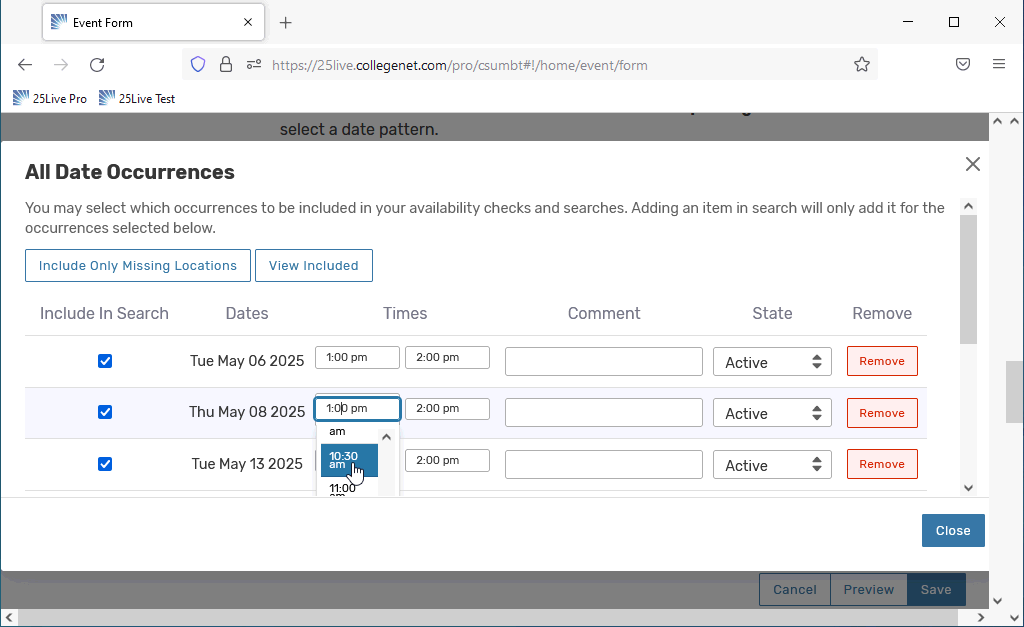 Event Form
https://25live.collegenet.com/pro/csumbt#!/home/event/form
25Live Pro 25Live Test
select a date pattern.
All Date Occurrences
You may select which occurrences to be included in your availability checks and searches. Adding an item in search will only add it for the
occurrences selected below.
Include Only Missing Locations View Included
Include In Search Dates Times Comment State Remove
Tue May 06 2025 1:00 pm 2:00 pm Active Remove
Thu May 08 2025 1:00 pm 2:00 pm Active Remove
am
10:30
am
Tue May 13 2025 2:00 pm Active Remove
11:00
am
Close
Cancel Preview Save